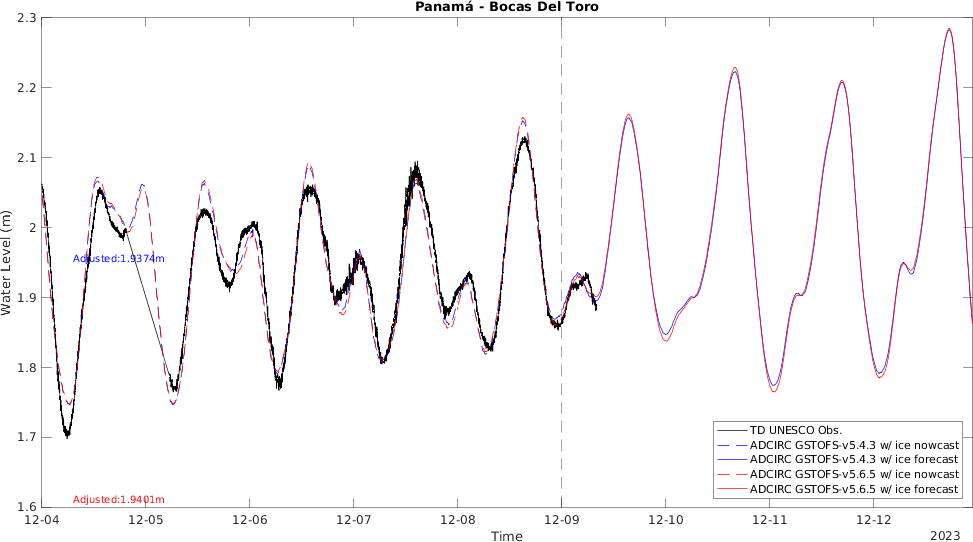 Panamá - Bocas Del Toro
2.3
2.2
2.1
2
1.9
1.8
1.7
1.6
Water Level (m)
Adjusted:1.9374m
Adjusted:1.9401m
TD UNESCO Obs.
ADCIRC GSTOFS-v5.4.3 w/ ice nowcast
ADCIRC GSTOFS-v5.4.3 w/ ice forecast
ADCIRC GSTOFS-v5.6.5 w/ ice nowcast
ADCIRC GSTOFS-v5.6.5 w/ ice forecast
12-04 12-05 12-06 12-07 12-08 12-09 12-10 12-11 12-12
Time
2023